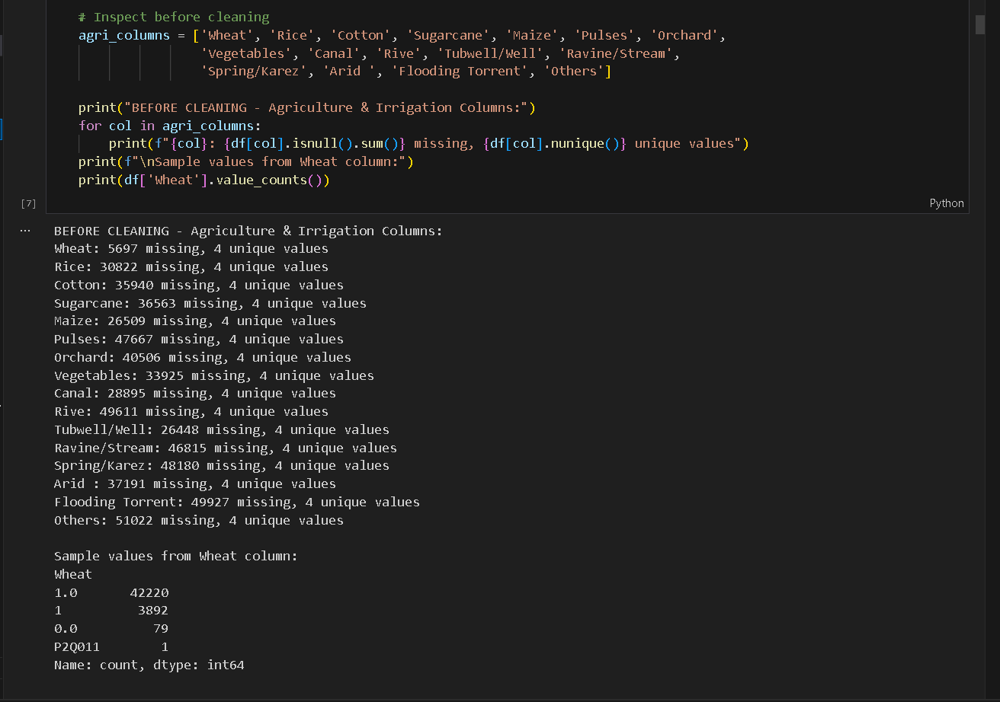 # Inspect before cleaning
agri_columns = ['Wheat', 'Rice', 'Cotton', 'Sugarcane', 'Maize', 'Pulses', 'Orchard',
'Vegetables', 'Canal', 'Rive', 'Tubwell/Well', 'Ravine/Stream',
'Spring/Karez', 'Arid ', 'Flooding Torrent', 'Others']
print("BEFORE CLEANING - Agriculture & Irrigation Columns:")
for col in agri_columns:
print(f"{col}: {df[col].isnull().sum()} missing, {df[col].nunique()} unique values")
print(f"\nSample values from Wheat column:")
print(df['Wheat'].value_counts())
[7]
Python
...
BEFORE CLEANING - Agriculture & Irrigation Columns:
Wheat: 5697 missing, 4 unique values
Rice: 30822 missing, 4 unique values
Cotton: 35940 missing, 4 unique values
Sugarcane: 36563 missing, 4 unique values
Maize: 26509 missing, 4 unique values
Pulses: 47667 missing, 4 unique values
Orchard: 40506 missing, 4 unique values
Vegetables: 33925 missing, 4 unique values
Canal: 28895 missing, 4 unique values
Rive: 49611 missing, 4 unique values
Tubwell/Well: 26448 missing, 4 unique values
Ravine/Stream: 46815 missing, 4 unique values
Spring/Karez: 48180 missing, 4 unique values
Arid : 37191 missing, 4 unique values
Flooding Torrent: 49927 missing, 4 unique values
Others: 51022 missing, 4 unique values
Sample values from Wheat column:
Wheat
1.0 42220
1 3892
0.0 79
P2Q011 1
Name: count, dtype: int64